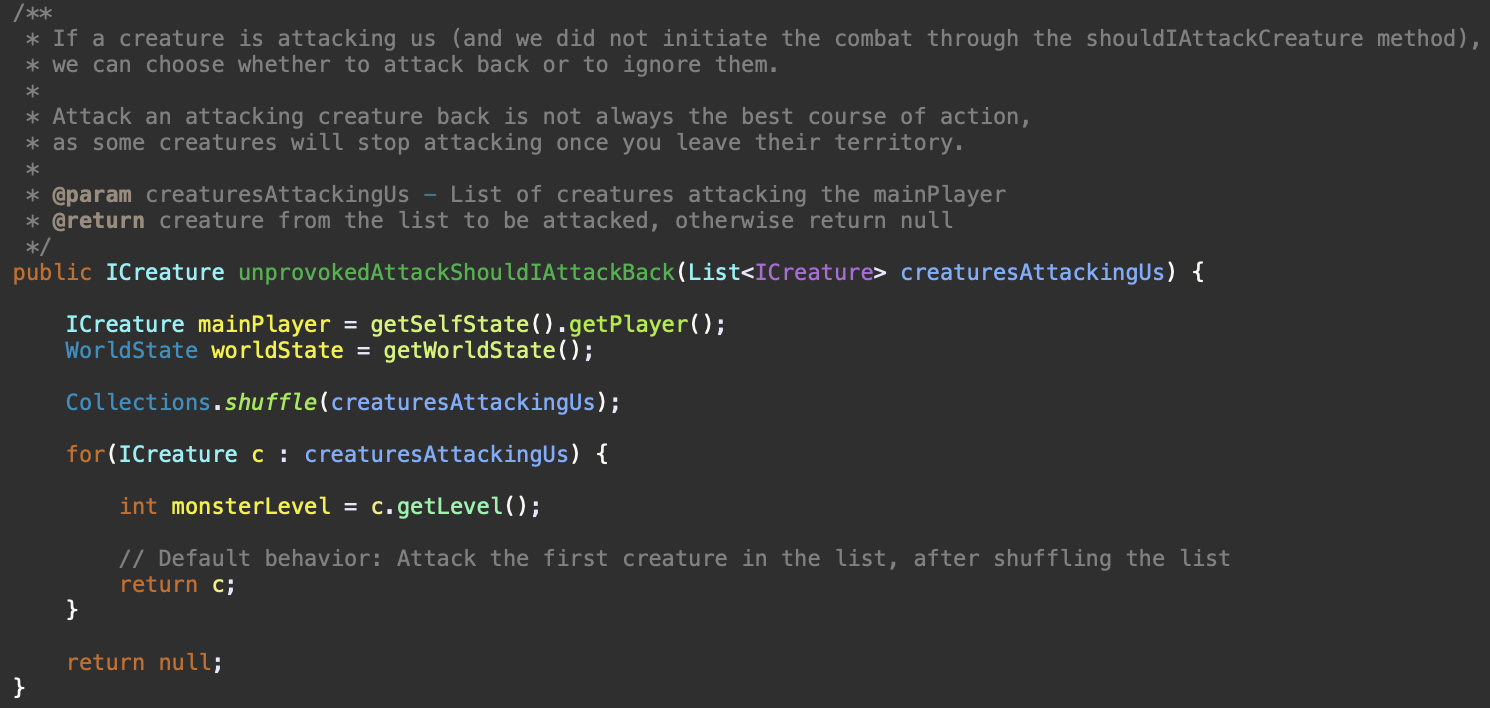 /**
 * If a creature is attacking us (and we did not initiate the combat through the shouldIAttackCreature method),
 * we can choose whether to attack back or to ignore them.
 *
 * Attack an attacking creature back is not always the best course of action,
 * as some creatures will stop attacking once you leave their territory.
 *
 * @param creaturesAttackingUs – List of creatures attacking the mainPlayer
 * @return creature from the list to be attacked, otherwise return null
 */
public ICreature unprovokedAttackShouldIAttackBack(List<ICreature> creaturesAttackingUs) {

    ICreature mainPlayer = getSelfState().getPlayer();
    WorldState worldState = getWorldState();

    Collections.shuffle(creaturesAttackingUs);

    for(ICreature c : creaturesAttackingUs) {

        int monsterLevel = c.getLevel();

        // Default behavior: Attack the first creature in the list, after shuffling the list
        return c;
    }

    return null;
}